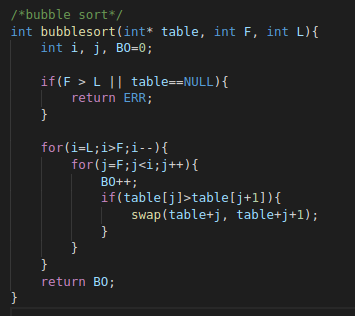 /*bubble sort*/
int bubblesort(int* table, int F, int L){
    int i, j, BO=0;

    if(F > L || table==NULL){
        return ERR;
    }

    for(i=L;i>F;i--){
        for(j=F;j<i;j++){
            BO++;
            if(table[j]>table[j+1]){
                swap(table+j, table+j+1);
            }
        }
    }
    return BO;
}